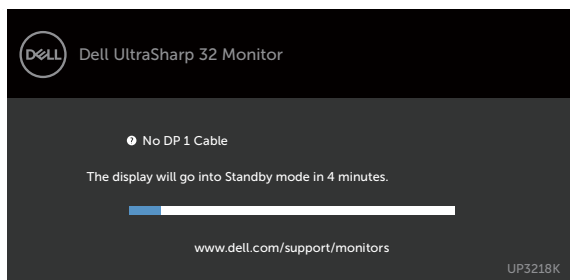 DELL Dell UltraSharp 32 Monitor
? No DP 1 Cable
The display will go into Standby mode in 4 minutes.
www.dell.com/support/monitors
UP3218K